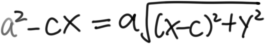 a² - cx = a√((x-c)² + y²)